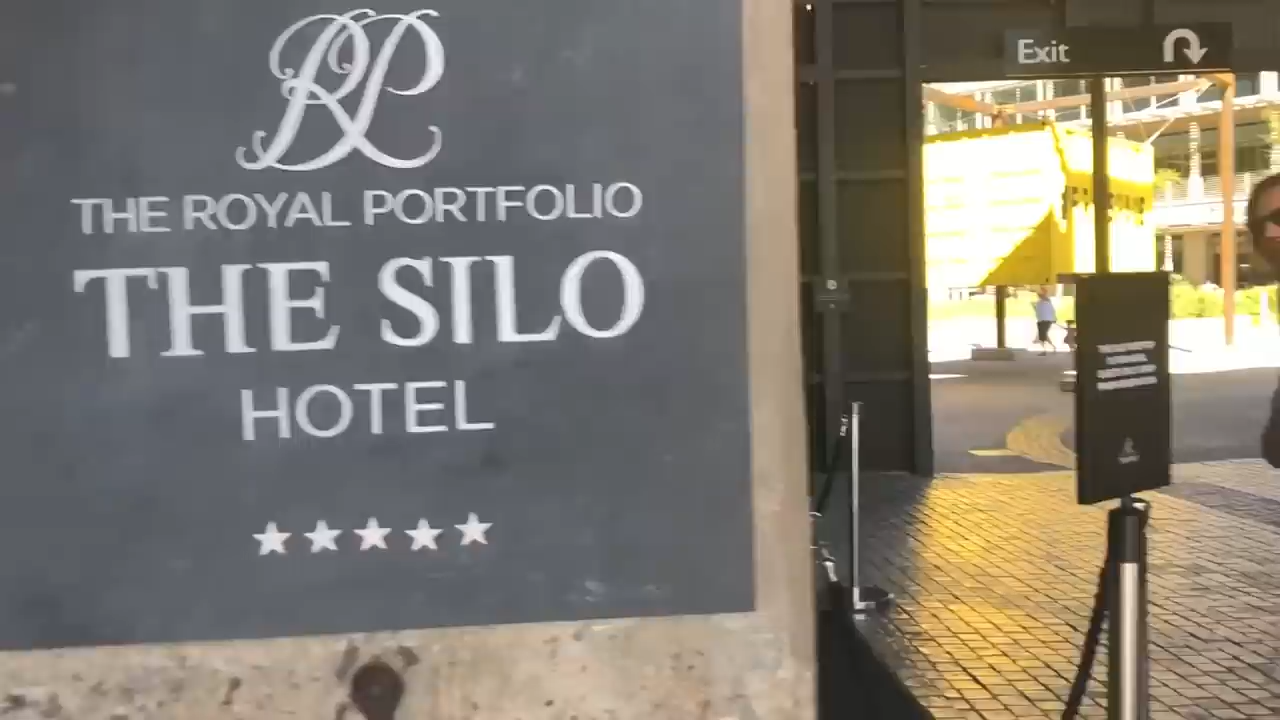 RP
THE ROYAL PORTFOLIO
THE SILO
HOTEL
Exit